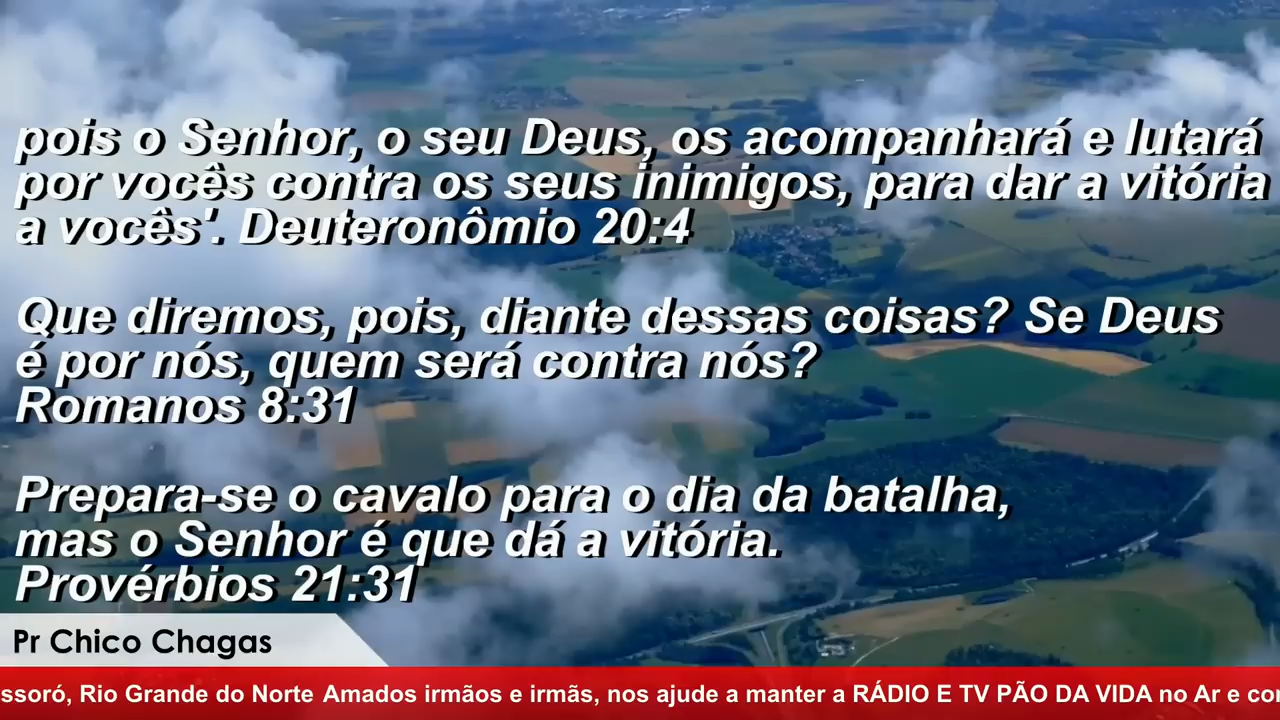 pois o Senhor, o seu Deus, os acompanhará e lutará
por vocês contra os seus inimigos, para dar a vitória
a vocês'. Deuteronômio 20:4
Que diremos, pois, diante dessas coisas? Se Deus
é por nós, quem será contra nós?
Romanos 8:31
Prepara-se o cavalo para o dia da batalha,
mas o Senhor é que dá a vitória.
Provérbios 21:31
Pr Chico Chagas
ssoró, Rio Grande do Norte Amados irmãos e irmãs, nos ajude a manter a RÁDIO E TV PÃO DA VIDA no Ar e